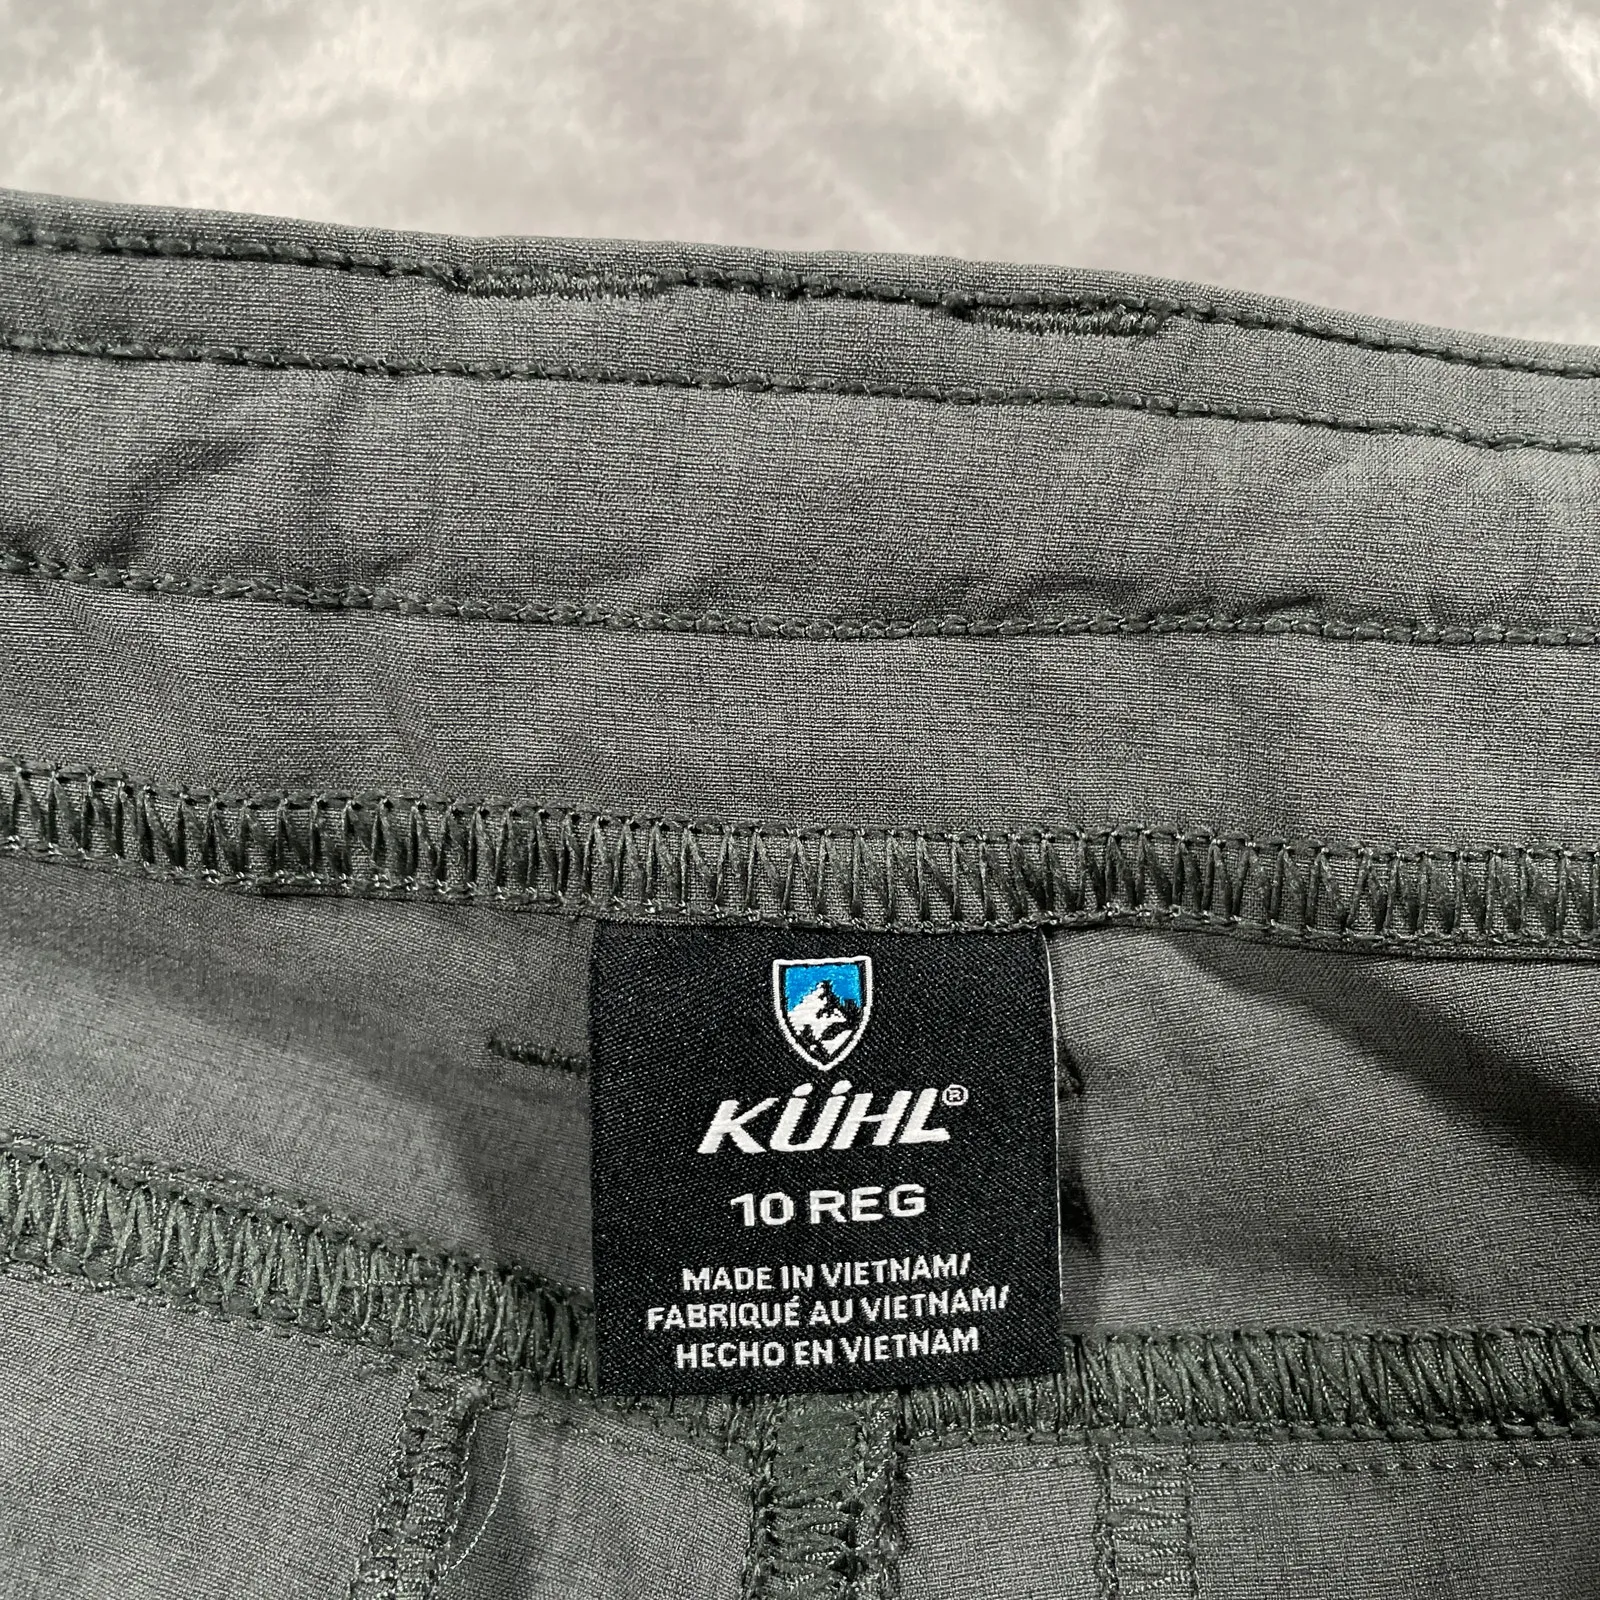 KÜHL®
10 REG
MADE IN VIETNAM/
FABRIQUÉ AU VIETNAM/
HECHO EN VIETNAM